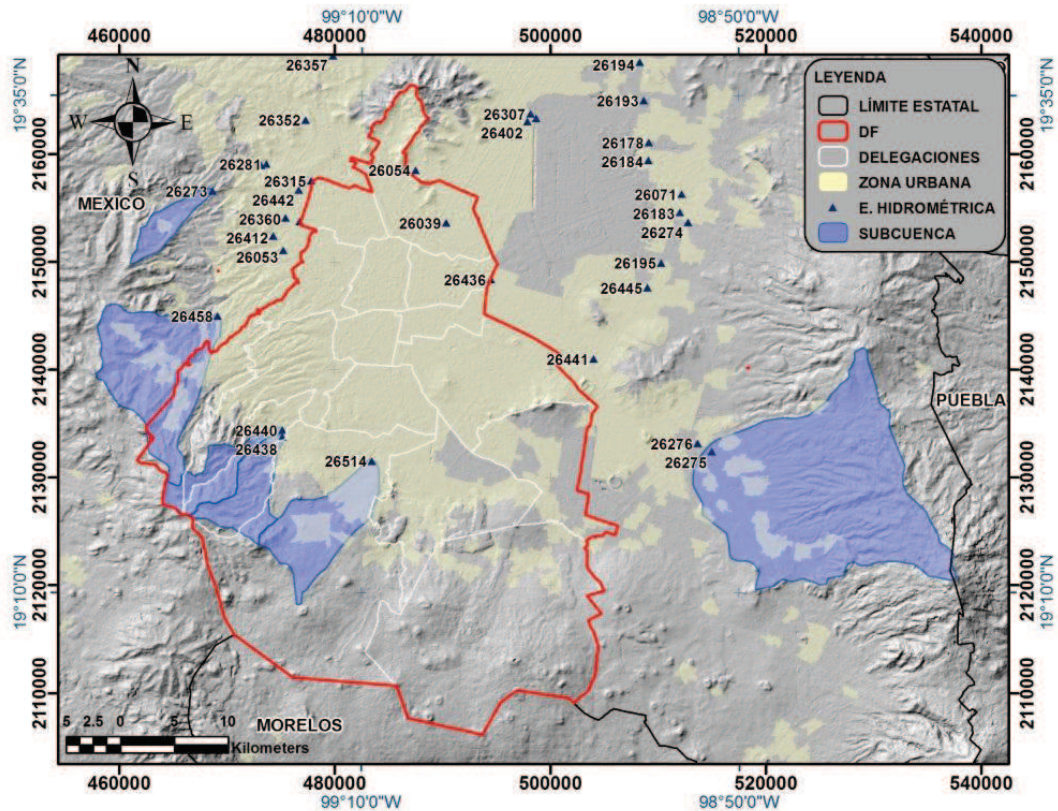 99°10'0"W 98°50'0"W
460000 480000 500000 520000 540000
19°35'0"N
19°35'0"N
2160000
2160000
2150000
2150000
2140000
2140000
2130000
2130000
2120000
2120000
19°10'0"N
19°10'0"N
2110000
2110000
N
W E
S
LEYENDA
LÍMITE ESTATAL
DF
DELEGACIONES
ZONA URBANA
E. HIDROMÉTRICA
SUBCUENCA
26357
26194
26193
26352
26307
26402
26178
26184
26281
26054
26315
26273
26442
26071
MEXICO
26360
26039
26183
26274
26412
26053
26195
26436
26445
26458
26441
PUEBLA
26440
26438
26276
26275
26514
MORELOS
5 2.5 0 5 10
Kilometers
460000 480000 500000 520000 540000
99°10'0"W 98°50'0"W